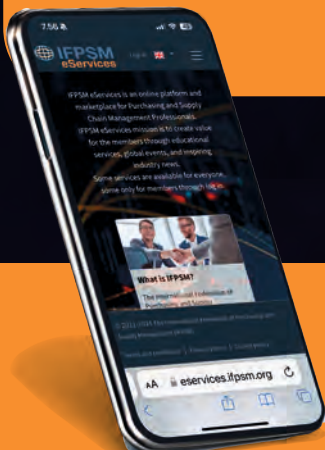 7.56
IFPSM
eServices
Log in
IFPSM eServices is an online platform and
marketplace for Purchasing and Supply
Chain Management Professionals.
IFPSM eServices mission is to create value
for the members through educational
services, global events, and inspiring
industry news.
Some services are available for everyone,
some only for members through log in.
What is IFPSM?
The International Federation of
Purchasing and Supply
AA
eservices.ifpsm.org